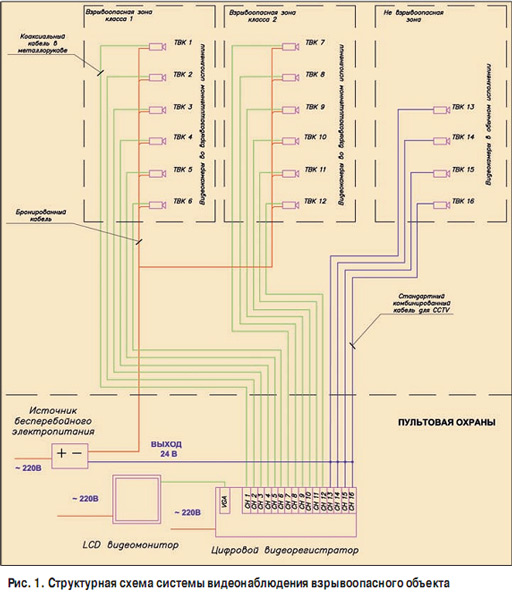 Взрывоопасная зона
класса 1
Взрывоопасная зона
класса 2
Не взрывоопасная
зона
Коаксиальный
кабель в
металлорукаве
ТВК 1
ТВК 2
ТВК 3
ТВК 4
ТВК 5
ТВК 6
Видеокамеры во взрывозащищенном исполнении
ТВК 7
ТВК 8
ТВК 9
ТВК 10
ТВК 11
ТВК 12
Видеокамеры во взрывозащищенном исполнении
ТВК 13
ТВК 14
ТВК 15
ТВК 16
Видеокамеры в обычном исполнении
Бронированный
кабель
Стандартный
комбинированный
кабель для CCTV
Источник
бесперебойного
электропитания
ПУЛЬТОВАЯ ОХРАНЫ
+ −
~ 220В
ВЫХОД
24 В
~ 220В
~ 220В
VGA
CH 1
CH 2
CH 3
CH 4
CH 5
CH 6
CH 7
CH 8
CH 9
CH 10
CH 11
CH 12
CH 13
CH 14
CH 15
CH 16
LCD видеомонитор
Цифровой видеорегистратор
Рис. 1. Структурная схема системы видеонаблюдения взрывоопасного объекта